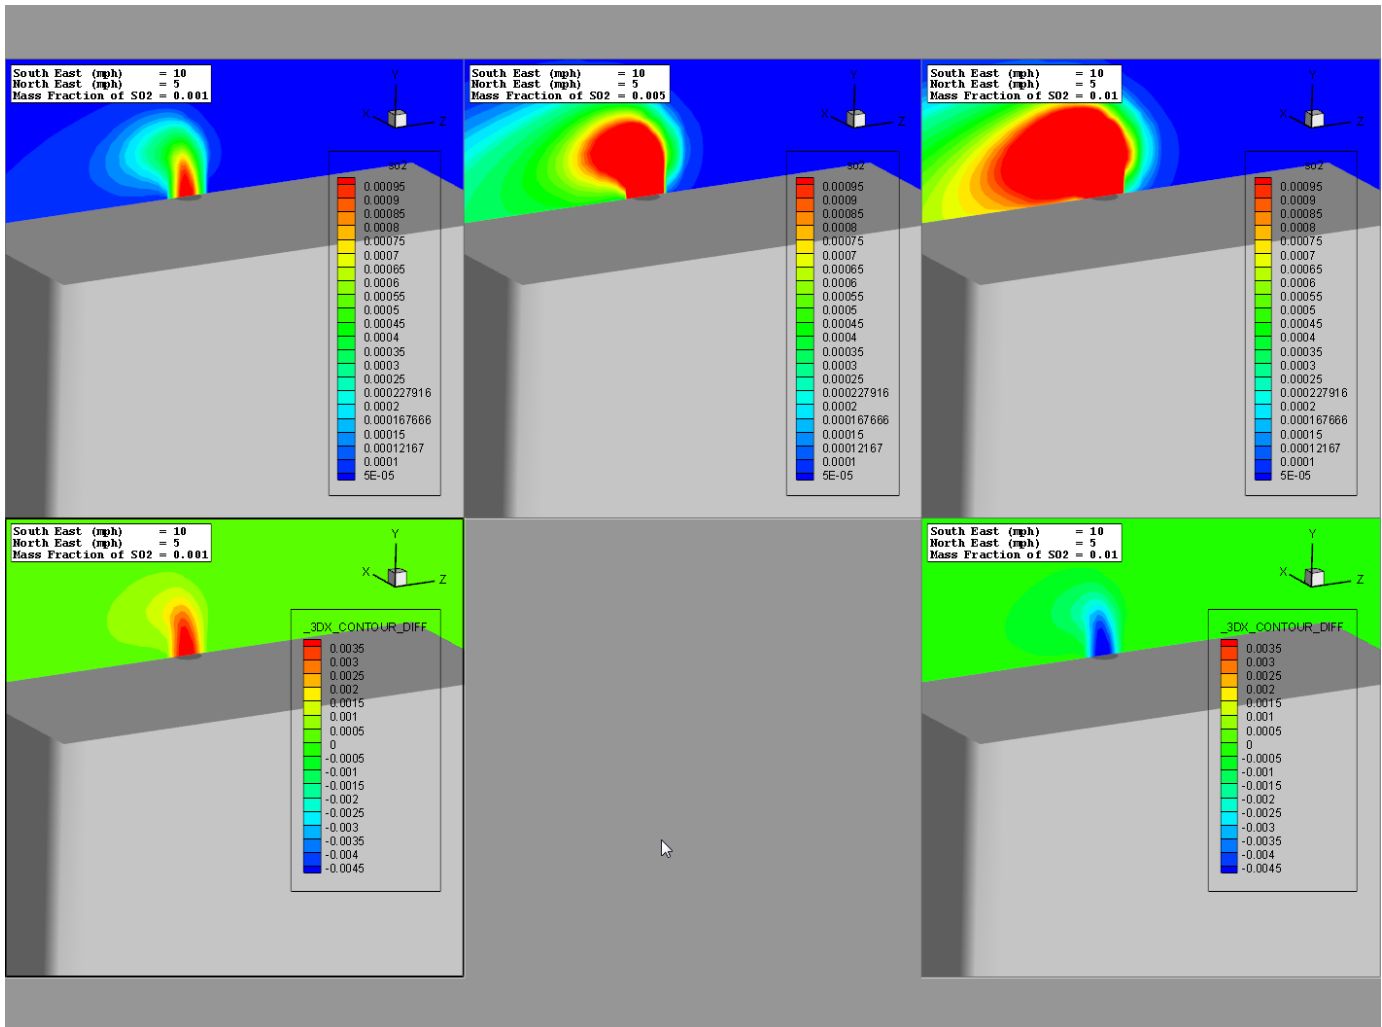 South East (mph) = 10
North East (mph) = 5
Mass Fraction of SO2 = 0.001
Y
X
Z
so2
0.00095
0.0009
0.00085
0.0008
0.00075
0.0007
0.00065
0.0006
0.00055
0.0005
0.00045
0.0004
0.00035
0.0003
0.00025
0.000227916
0.0002
0.000167666
0.00015
0.00012167
0.0001
5E-05
South East (mph) = 10
North East (mph) = 5
Mass Fraction of SO2 = 0.005
Y
X
Z
so2
0.00095
0.0009
0.00085
0.0008
0.00075
0.0007
0.00065
0.0006
0.00055
0.0005
0.00045
0.0004
0.00035
0.0003
0.00025
0.000227916
0.0002
0.000167666
0.00015
0.00012167
0.0001
5E-05
South East (mph) = 10
North East (mph) = 5
Mass Fraction of SO2 = 0.01
Y
X
Z
so2
0.00095
0.0009
0.00085
0.0008
0.00075
0.0007
0.00065
0.0006
0.00055
0.0005
0.00045
0.0004
0.00035
0.0003
0.00025
0.000227916
0.0002
0.000167666
0.00015
0.00012167
0.0001
5E-05
South East (mph) = 10
North East (mph) = 5
Mass Fraction of SO2 = 0.001
Y
X
Z
_3DX_CONTOUR_DIFF
0.0035
0.003
0.0025
0.002
0.0015
0.001
0.0005
0
-0.0005
-0.001
-0.0015
-0.002
-0.0025
-0.003
-0.0035
-0.004
-0.0045
South East (mph) = 10
North East (mph) = 5
Mass Fraction of SO2 = 0.01
Y
X
Z
_3DX_CONTOUR_DIFF
0.0035
0.003
0.0025
0.002
0.0015
0.001
0.0005
0
-0.0005
-0.001
-0.0015
-0.002
-0.0025
-0.003
-0.0035
-0.004
-0.0045